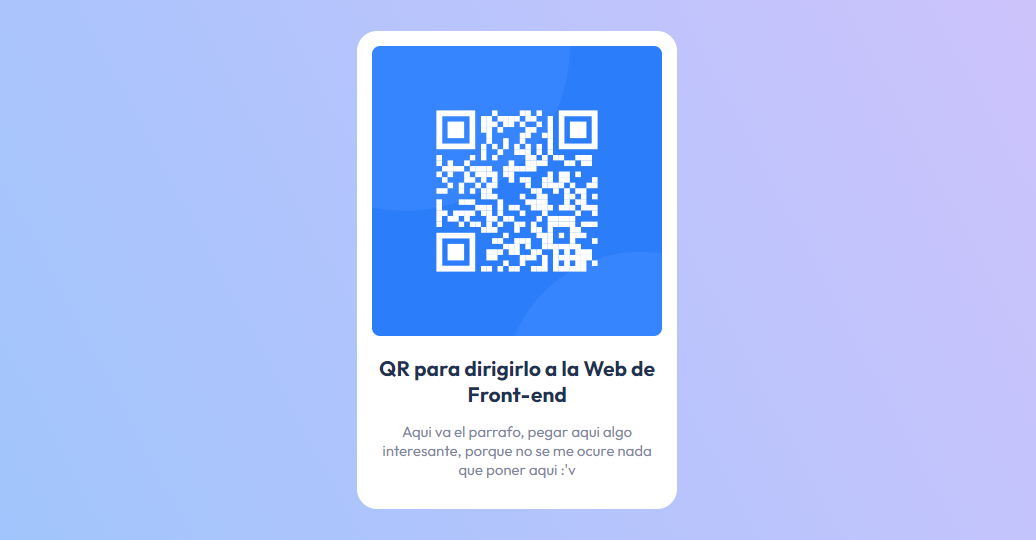 QR para dirigirlo a la Web de
Front-end
Aqui va el parrafo, pegar aqui algo
interesante, porque no se me ocure nada
que poner aqui :'v